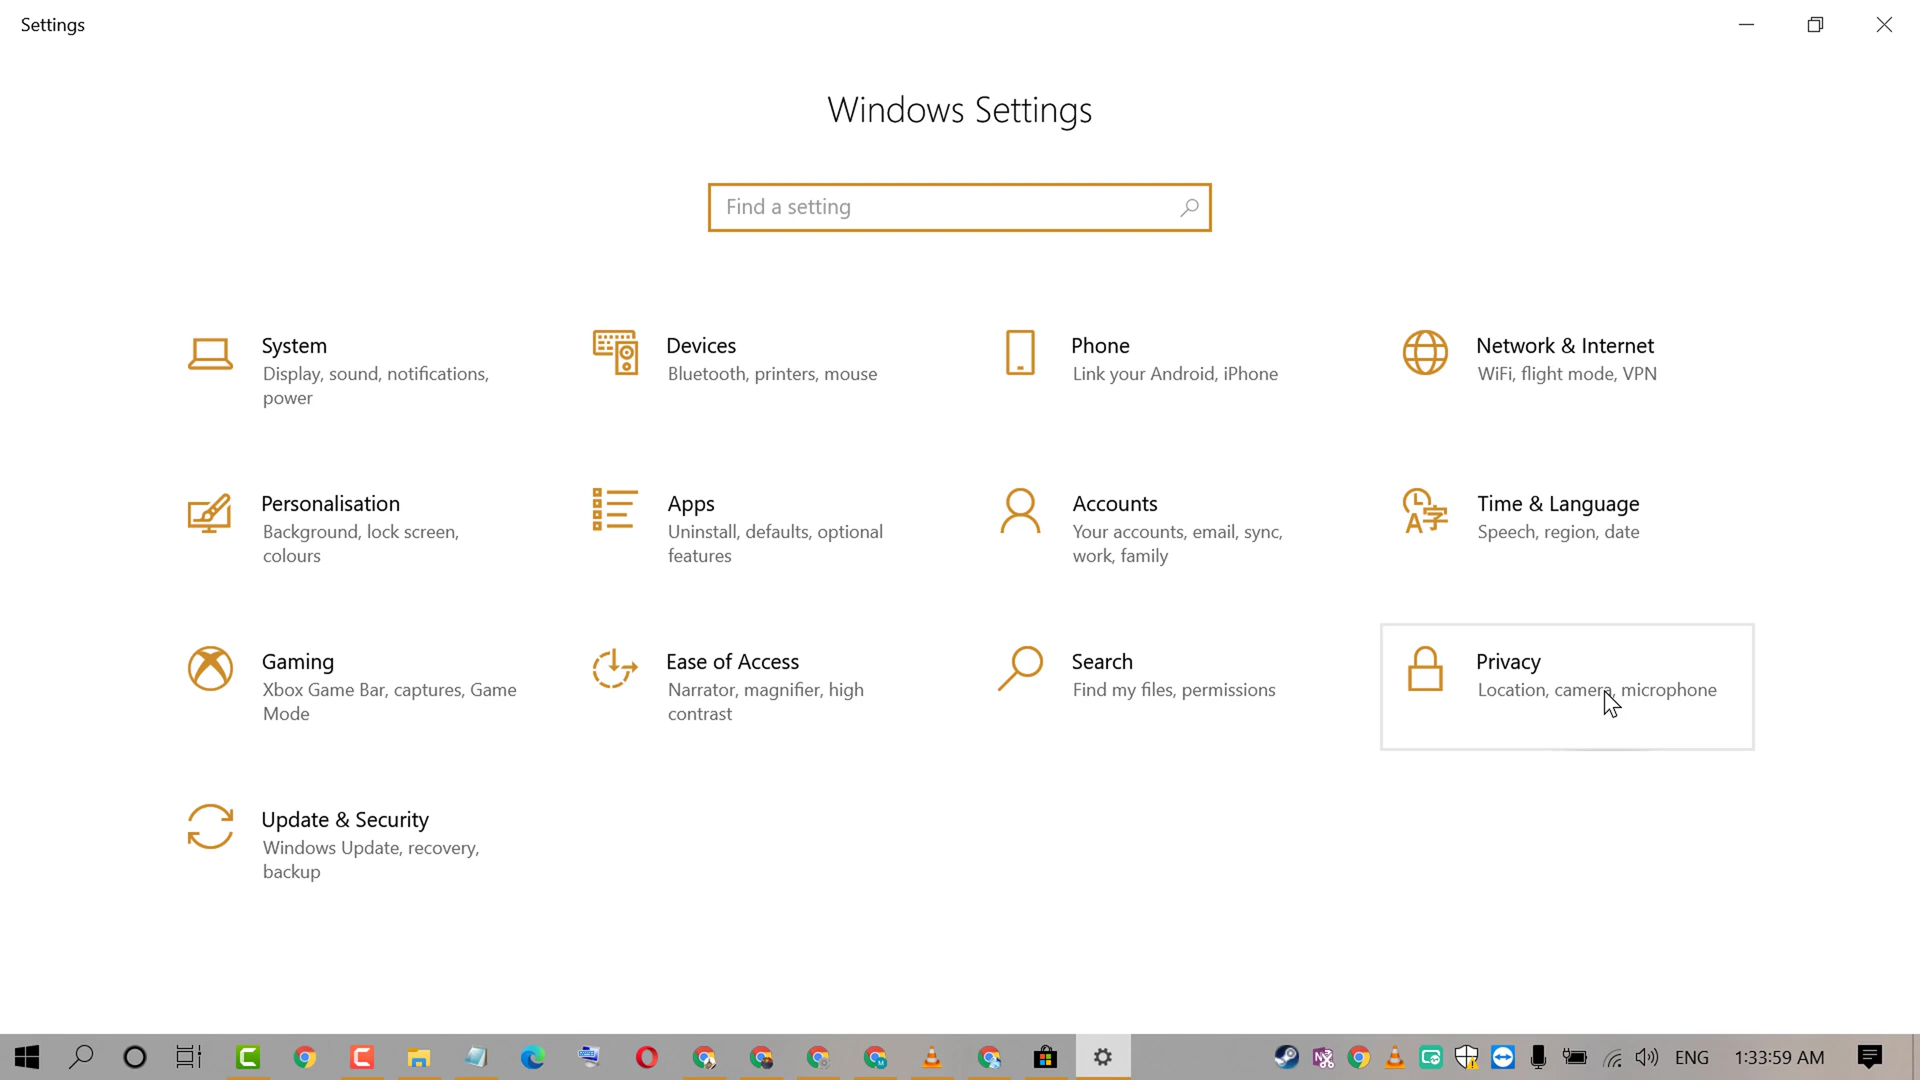 Settings
Windows Settings
Find a setting
System
Display, sound, notifications,
power
Devices
Bluetooth, printers, mouse
Phone
Link your Android, iPhone
Network & Internet
WiFi, flight mode, VPN
Personalisation
Background, lock screen,
colours
Apps
Uninstall, defaults, optional
features
Accounts
Your accounts, email, sync,
work, family
Time & Language
Speech, region, date
Gaming
Xbox Game Bar, captures, Game
Mode
Ease of Access
Narrator, magnifier, high
contrast
Search
Find my files, permissions
Privacy
Location, camera, microphone
Update & Security
Windows Update, recovery,
backup
ENG
1:33:59 AM